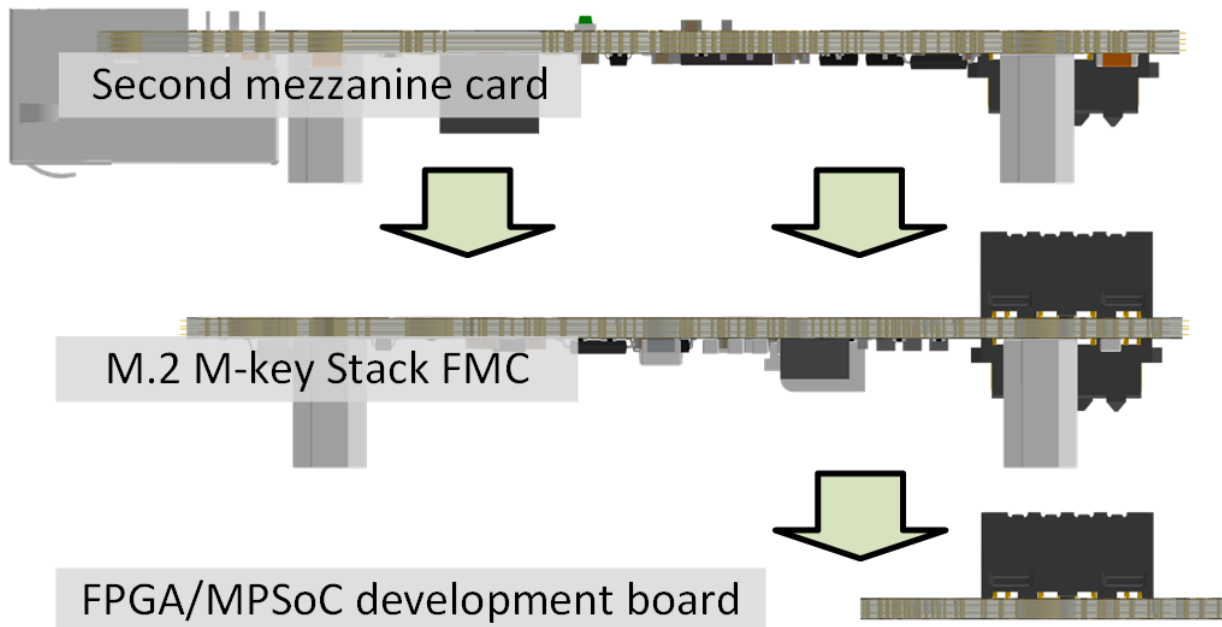 Second mezzanine card
M.2 M-key Stack FMC
FPGA/MPSoC development board